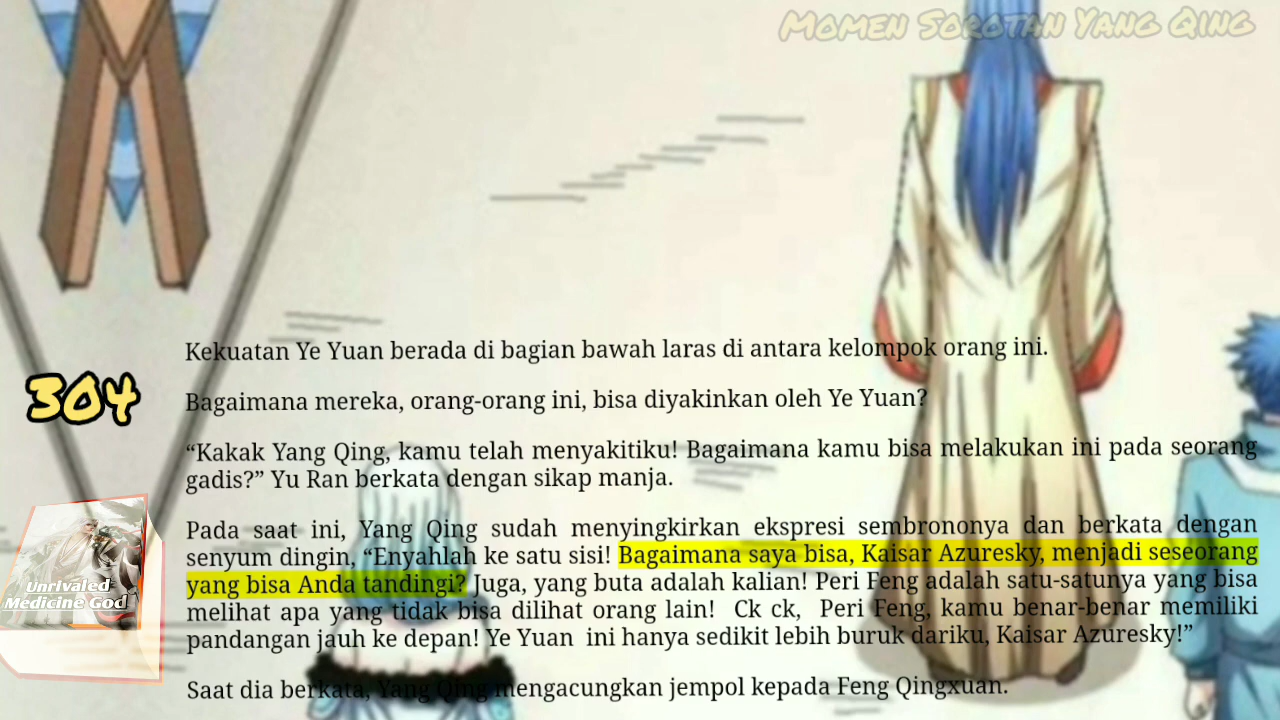 Momen Sorotan Yang Qing
Kekuatan Ye Yuan berada di bagian bawah laras di antara kelompok orang ini.
304
Bagaimana mereka, orang-orang ini, bisa diyakinkan oleh Ye Yuan?
“Kakak Yang Qing, kamu telah menyakitiku! Bagaimana kamu bisa melakukan ini pada seorang
gadis?” Yu Ran berkata dengan sikap manja.
Pada saat ini, Yang Qing sudah menyingkirkan ekspresi sembrononya dan berkata dengan
senyum dingin, “Enyahlah ke satu sisi! Bagaimana saya bisa, Kaisar Azuresky, menjadi seseorang
yang bisa Anda tandingi? Juga, yang buta adalah kalian! Peri Feng adalah satu-satunya yang bisa
melihat apa yang tidak bisa dilihat orang lain! Ck ck, Peri Feng, kamu benar-benar memiliki
pandangan jauh ke depan! Ye Yuan ini hanya sedikit lebih buruk dariku, Kaisar Azuresky!”
Unrivaled
Medicine God
Saat dia berkata, Yang Qing mengacungkan jempol kepada Feng Qingxuan.